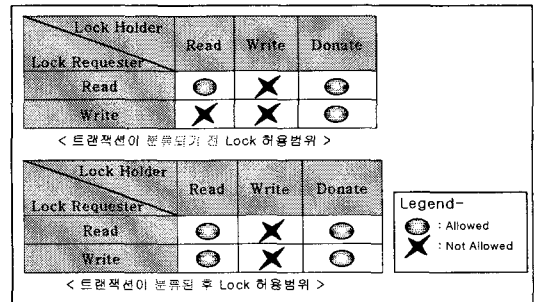 Lock Holder
Read Write Donate
Lock Requester
Read
Write
< 트랜잭션이 분류되기 전 Lock 허용범위 >
Lock Holder
Read Write Donate
Lock Requester
Read
Write
< 트랜잭션이 분류된 후 Lock 허용범위 >
Legend-
: Allowed
: Not Allowed